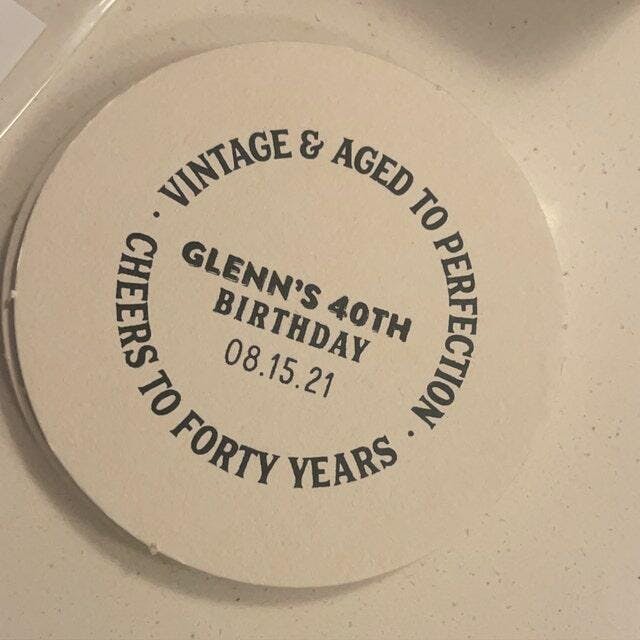 VINTAGE & AGED TO PERFECTION
GLENN'S 40TH
BIRTHDAY
08.15.21
· CHEERS TO FORTY YEARS ·